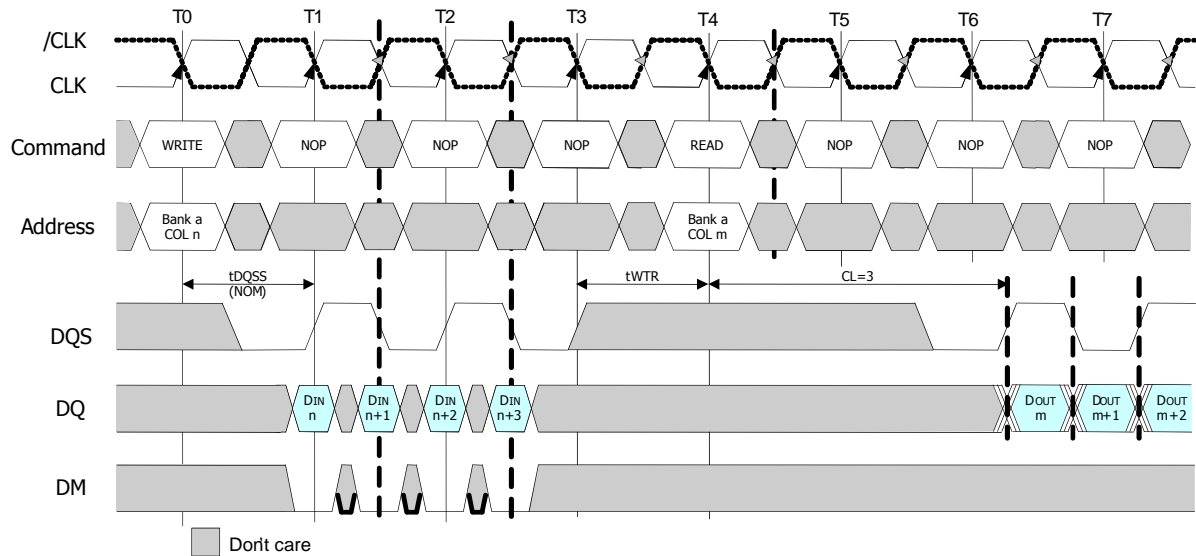 T0 T1 T2 T3 T4 T5 T6 T7
/CLK
CLK
Command WRITE NOP NOP NOP READ NOP NOP NOP
Address Bank a COL n Bank a COL m
tDQSS (NOM) tWTR CL=3
DQS
DQ DIN n DIN n+1 DIN n+2 DIN n+3 DOUT m DOUT m+1 DOUT m+2
DM
Don't care